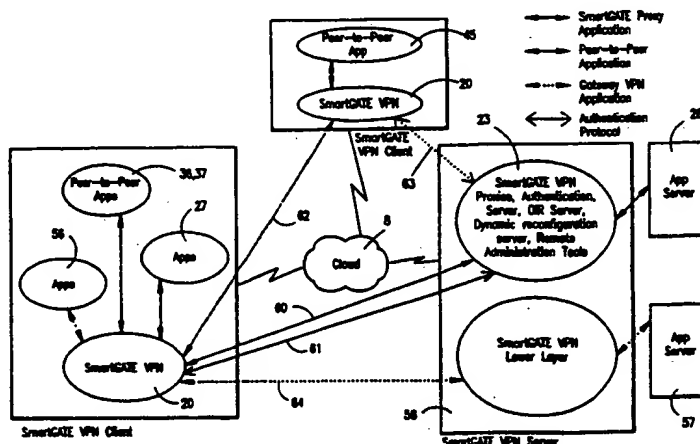 Peer-to-Peer
App
45
SmartGATE VPN
20
SmartGATE
VPN Client
SmartGATE Proxy
Application
Peer-to-Peer
Application
Gateway VPN
Application
Authentication
Protocol
23
63
SmartGATE VPN
Proxies, Authentication,
Server, DIR Server,
Dynamic reconfiguration
server, Remote
Administration Tools
App
Server
Peer-to-Peer
Apps
36,37
27
56
Apps
Apps
62
8
Cloud
60
61
SmartGATE VPN
20
64
SmartGATE VPN
Lower Layer
App
Server
58
57
SmartGATE VPN Client
SmartGATE VPN Server